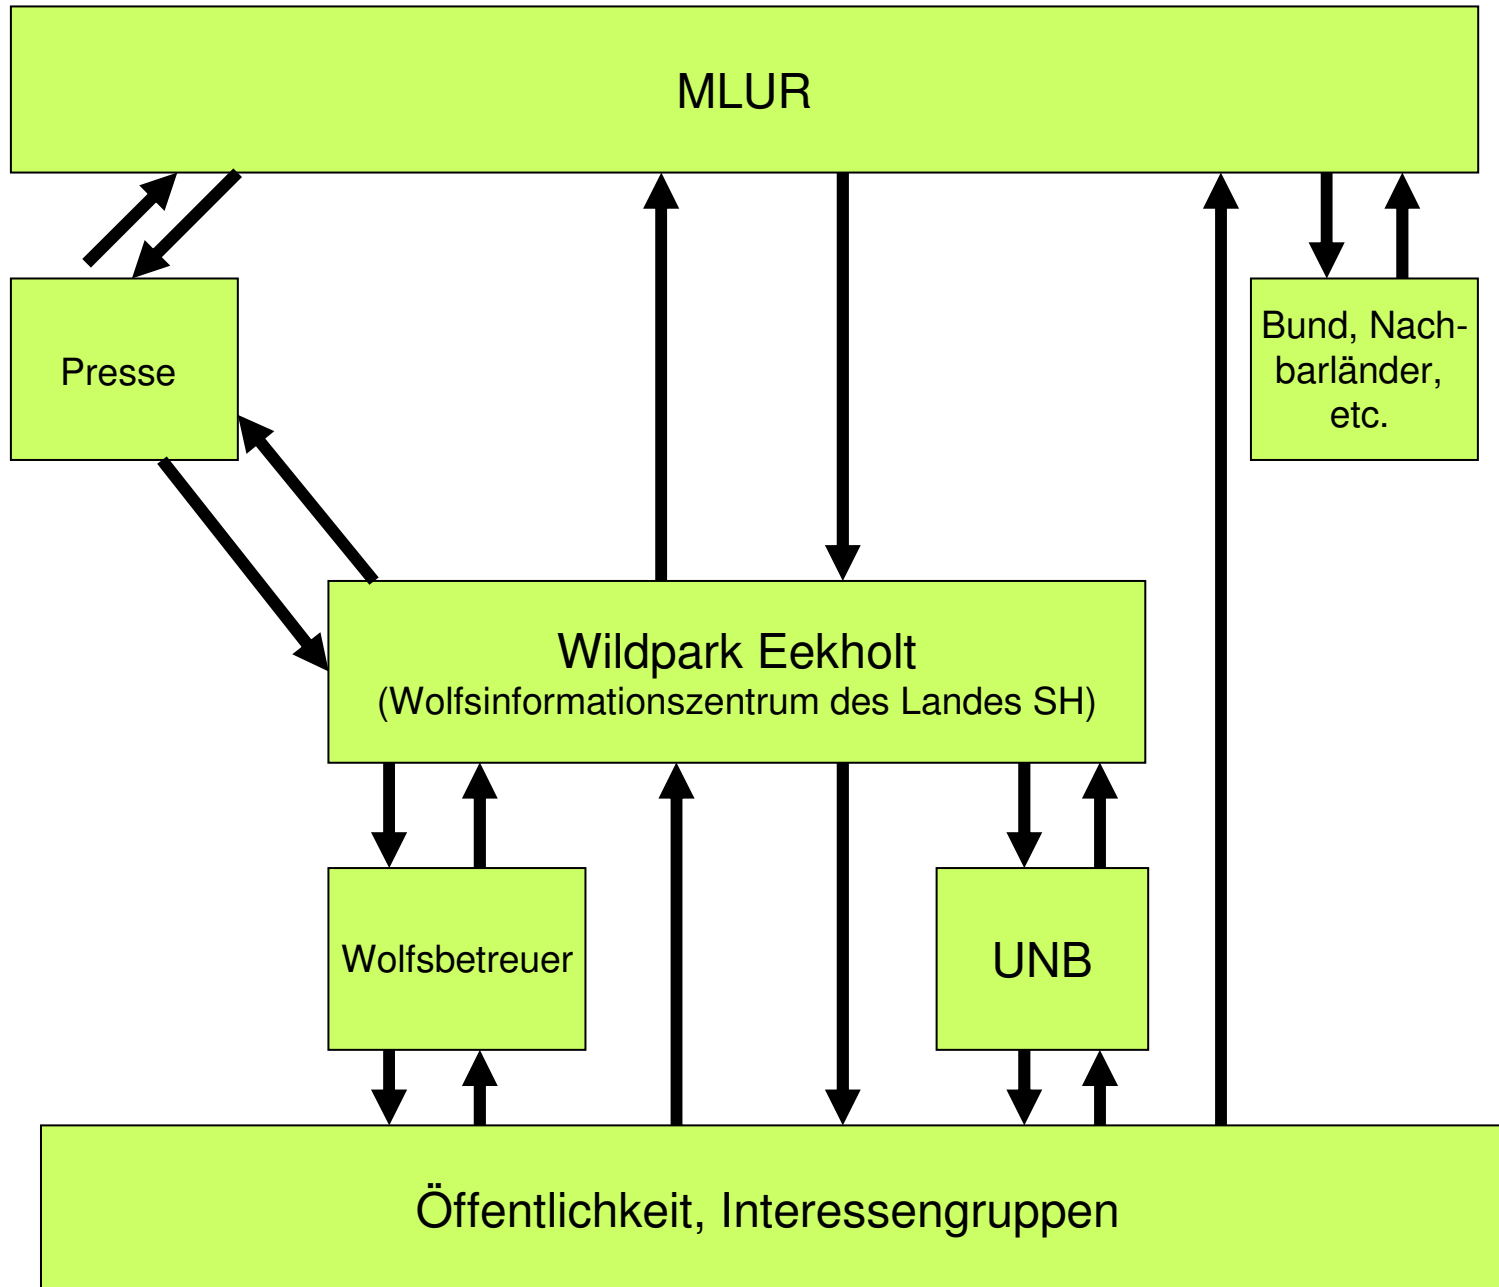 MLUR
Presse
Bund, Nach-
barländer,
etc.
Wildpark Eekholt
(Wolfsinformationszentrum des Landes SH)
Wolfsbetreuer
UNB
Öffentlichkeit, Interessengruppen